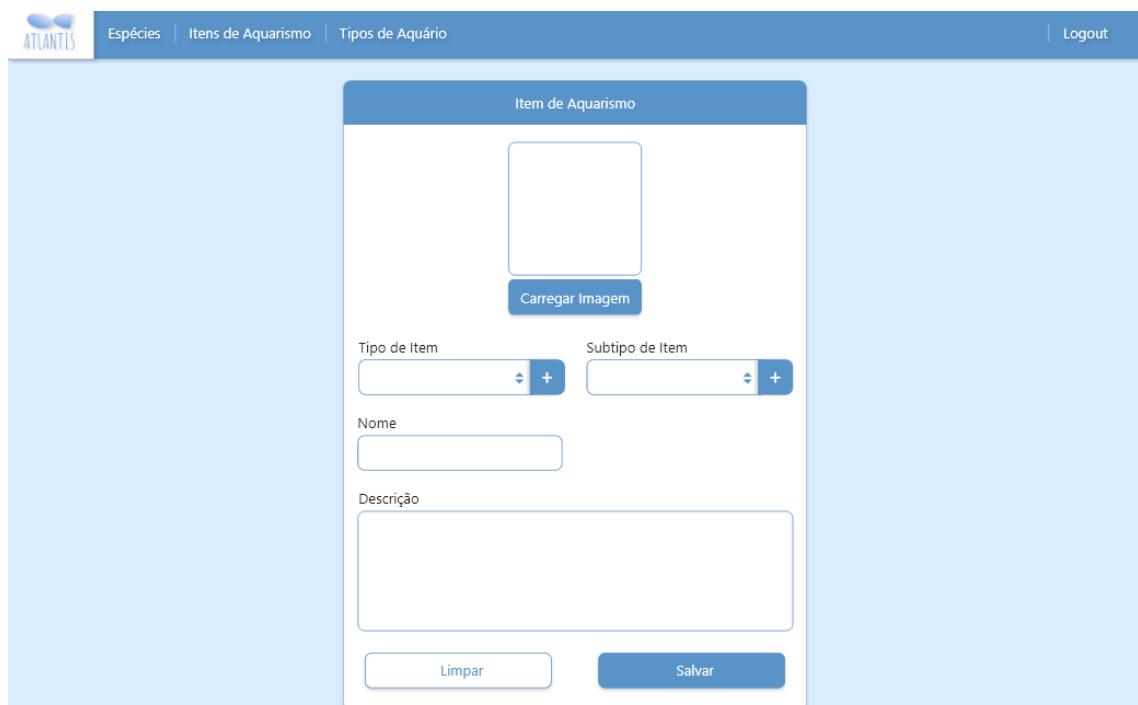 ATLANTIS
Espécies
Itens de Aquarismo
Tipos de Aquário
Logout
Item de Aquarismo
Carregar Imagem
Tipo de Item
Subtipo de Item
+
+
Nome
Descrição
Limpar
Salvar